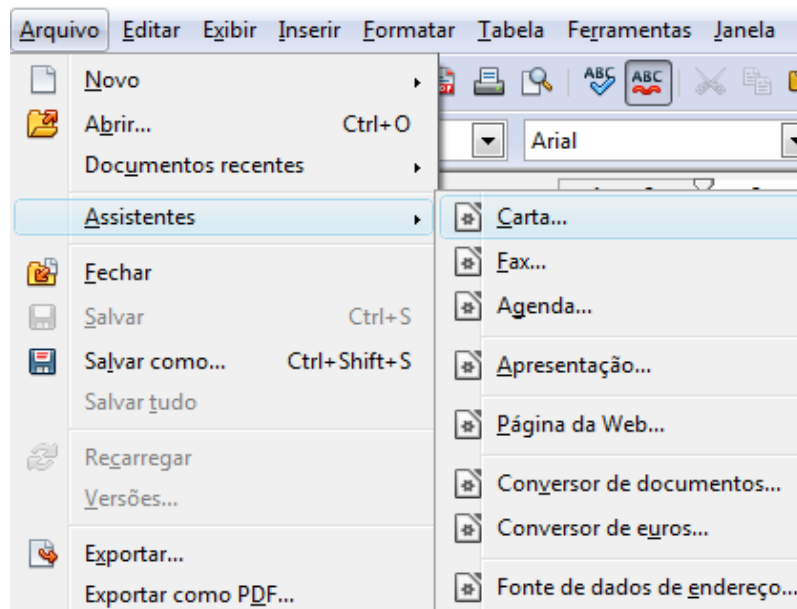 Arquivo Editar Exibir Inserir Formatar Tabela Ferramentas Janela
Novo
ABC ABC
Abrir... Ctrl+O
Arial
Documentos recentes
Assistentes
Carta...
Fax...
Agenda...
Apresentação...
Página da Web...
Conversor de documentos...
Conversor de euros...
Fonte de dados de endereço...
Fechar
Salvar Ctrl+S
Salvar como... Ctrl+Shift+S
Salvar tudo
Recarregar
Versões...
Exportar...
Exportar como PDF...